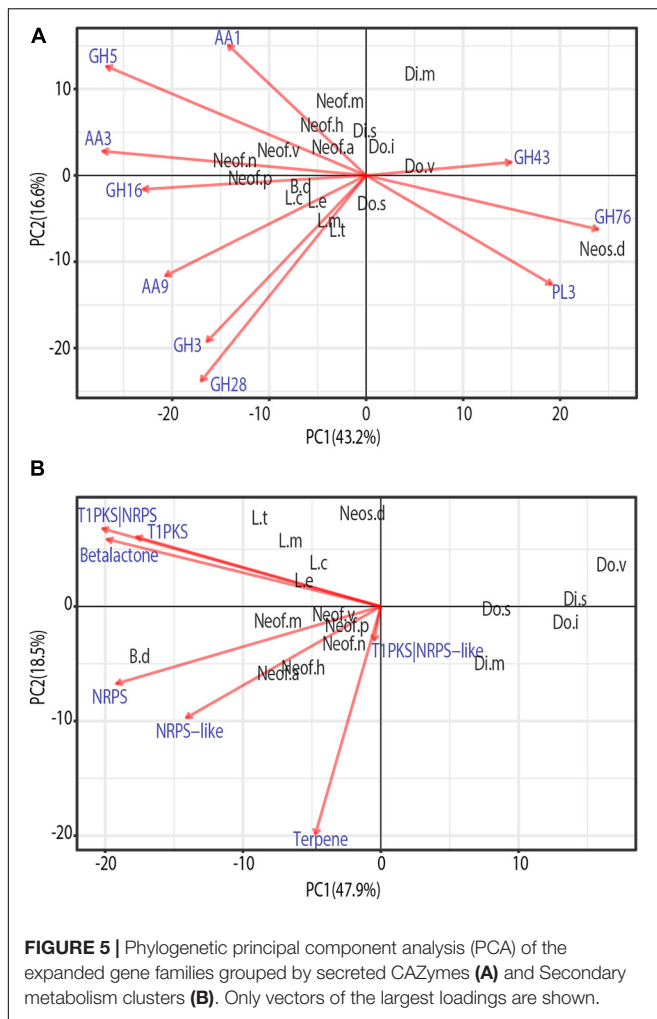 A
AA1
GH5
Di.m
10
Neof.m
Neof.h
Di.s
AA3
Neof.v
Neof.a
Do.i
Neof.n
Do.v
GH43
0
Neof.p
GH16
B.d
L.c
L.e
Do.s
GH76
L.m
L.t
Neos.d
PC2(16.6%)
-10
AA9
PL3
GH3
-20
GH28
-20
-10
0
10
20
PC1(43.2%)
B
T1PKS|NRPS
T1PKS
L.t
Neos.d
Betalactone
L.m
L.c
L.e
Do.v
0
Di.s
Do.s
Do.i
Neof.m
Neof.v
Neof.p
Neof.n
T1PKS|NRPS–like
B.d
Di.m
Neof.a
Neof.h
NRPS
PC2(18.5%)
-10
NRPS–like
-20
Terpene
-20
-10
0
10
PC1(47.9%)
FIGURE 5 | Phylogenetic principal component analysis (PCA) of the
expanded gene families grouped by secreted CAZymes (A) and Secondary
metabolism clusters (B). Only vectors of the largest loadings are shown.